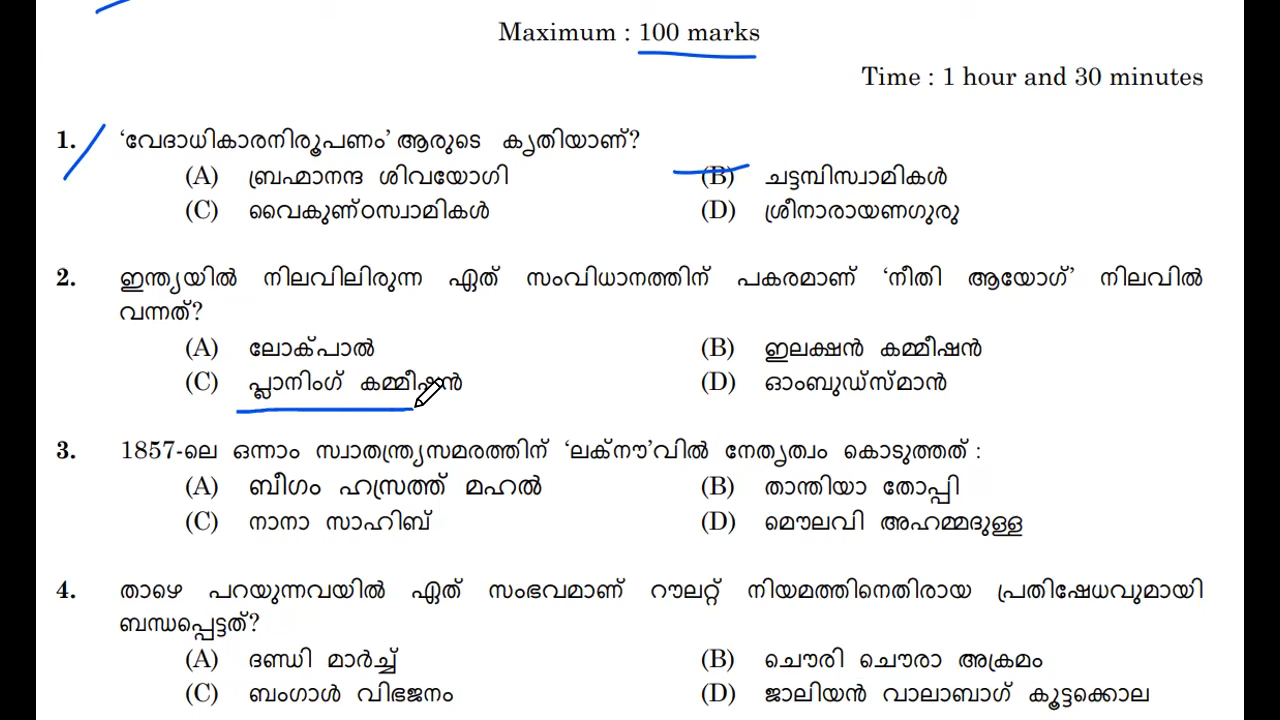 Maximum : 100 marks
Time : 1 hour and 30 minutes
1. ‘വേദാധികാരനിരൂപണം’ ആരുടെ കൃതിയാണ്?
(A) ബ്രഹ്മാനന്ദ ശിവയോഗി (B) ചട്ടമ്പിസ്വാമികൾ
(C) വൈകുണ്ഠസ്വാമികൾ (D) ശ്രീനാരായണഗുരു
2. ഇന്ത്യയിൽ നിലവിലിരുന്ന ഏത് സംവിധാനത്തിന് പകരമാണ് ‘നീതി ആയോഗ്’ നിലവിൽ
വന്നത്?
(A) ലോക്പാൽ (B) ഇലക്ഷൻ കമ്മീഷൻ
(C) പ്ലാനിംഗ് കമ്മീഷൻ (D) ഓംബുഡ്സ്മാൻ
3. 1857-ലെ ഒന്നാം സ്വാതന്ത്ര്യസമരത്തിന് ‘ലക്നൗ’വിൽ നേതൃത്വം കൊടുത്തത് :
(A) ബീഗം ഹസ്രത്ത് മഹൽ (B) താന്തിയാ തോപ്പി
(C) നാനാ സാഹിബ് (D) മൌലവി അഹമ്മദുള്ള
4. താഴെ പറയുന്നവയിൽ ഏത് സംഭവമാണ് റൗലറ്റ് നിയമത്തിനെതിരായ പ്രതിഷേധവുമായി
ബന്ധപ്പെട്ടത്?
(A) ദണ്ഡി മാർച്ച് (B) ചൌരി ചൌരാ അക്രമം
(C) ബംഗാൾ വിഭജനം (D) ജാലിയൻ വാലാബാഗ് കൂട്ടക്കൊല